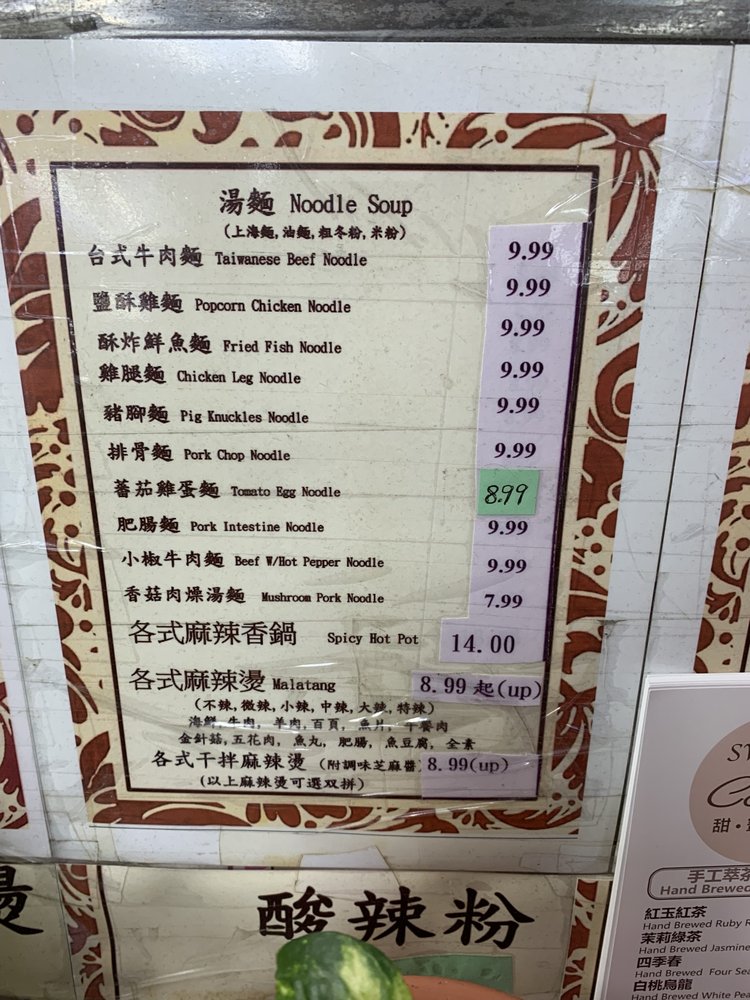 湯麵 Noodle Soup
(上海麵,油麵,粗冬粉,米粉)
台式牛肉麵 Taiwanese Beef Noodle 9.99
鹽酥雞麵 Popcorn Chicken Noodle 9.99
酥炸鮮魚麵 Fried Fish Noodle 9.99
雞腿麵 Chicken Leg Noodle 9.99
豬腳麵 Pig Knuckles Noodle 9.99
排骨麵 Pork Chop Noodle 9.99
蕃茄雞蛋麵 Tomato Egg Noodle 8.99
肥腸麵 Pork Intestine Noodle 9.99
小椒牛肉麵 Beef W/Hot Pepper Noodle 9.99
香菇肉燥湯麵 Mushroom Pork Noodle 7.99
各式麻辣香鍋 Spicy Hot Pot 14.00
各式麻辣燙 Malatang 8.99 起(up)
(不辣,微辣,小辣,中辣,大辣,特辣)
海鮮,牛肉, 羊肉,百頁, 魚片, 午餐肉
金針菇,五花肉, 魚丸, 肥腸, 魚豆腐, 全素
各式干拌麻辣燙 (附調味芝麻醬) 8.99(up)
(以上麻辣燙可選双拼)
酸辣粉
甜
手工萃茶
Hand Brewed
紅玉紅茶
Hand Brewed Ruby
茉莉綠茶
Hand Brewed Jasmine
四季春
Hand Brewed Four
白桃烏龍
Hand Brewed White